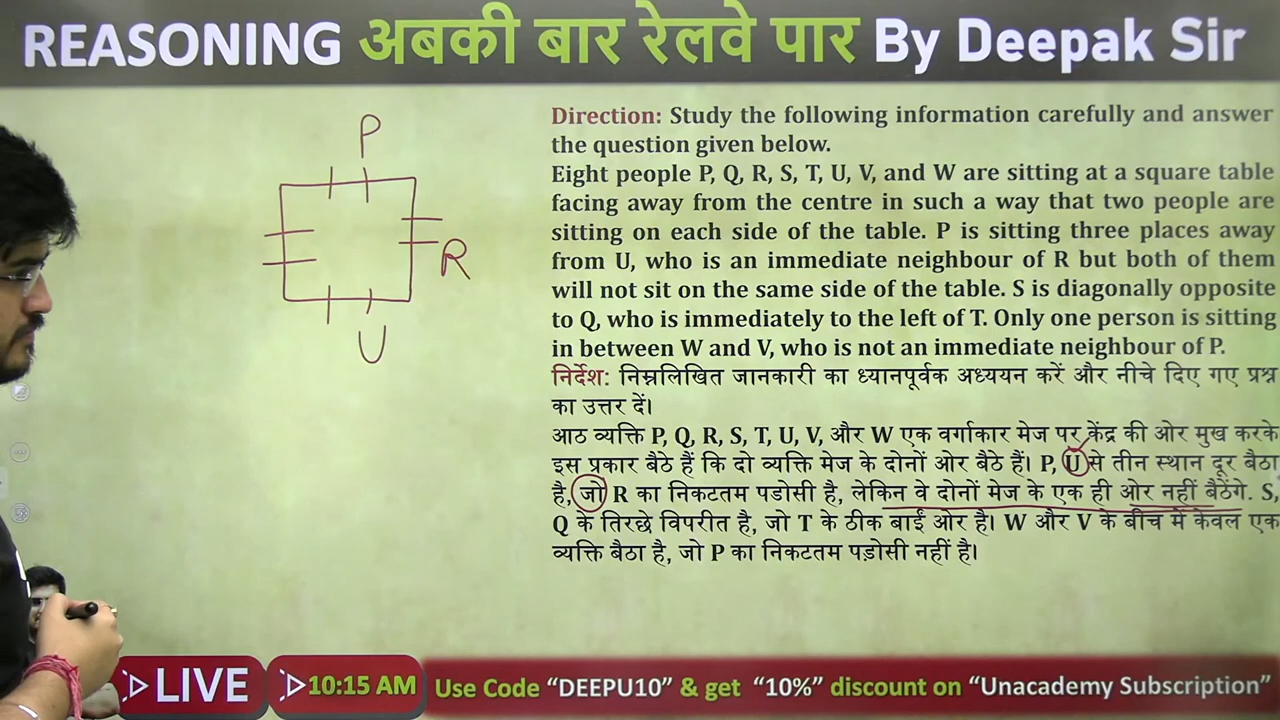 REASONING अबकी बार रेलवे पार By Deepak Sir
P
R
U
Direction: Study the following information carefully and answer
the question given below.
Eight people P, Q, R, S, T, U, V, and W are sitting at a square table
facing away from the centre in such a way that two people are
sitting on each side of the table. P is sitting three places away
from U, who is an immediate neighbour of R but both of them
will not sit on the same side of the table. S is diagonally opposite
to Q, who is immediately to the left of T. Only one person is sitting
in between W and V, who is not an immediate neighbour of P.
निर्देश: निम्नलिखित जानकारी का ध्यानपूर्वक अध्ययन करें और नीचे दिए गए प्रश्न
का उत्तर दें।
आठ व्यक्ति P, Q, R, S, T, U, V, और W एक वर्गाकार मेज पर केंद्र की ओर मुख करके
इस प्रकार बैठे हैं कि दो व्यक्ति मेज के दोनों ओर बैठे हैं। P, U से तीन स्थान दूर बैठा
है, जो R का निकटतम पडोसी है, लेकिन वे दोनों मेज के एक ही ओर नहीं बैठेंगे. S,
Q के तिरछे विपरीत है, जो T के ठीक बाईं ओर है। W और V के बीच में केवल एक
व्यक्ति बैठा है, जो P का निकटतम पड़ोसी नहीं है।
LIVE
10:15 AM
Use Code “DEEPU10” & get “10%” discount on “Unacademy Subscription”